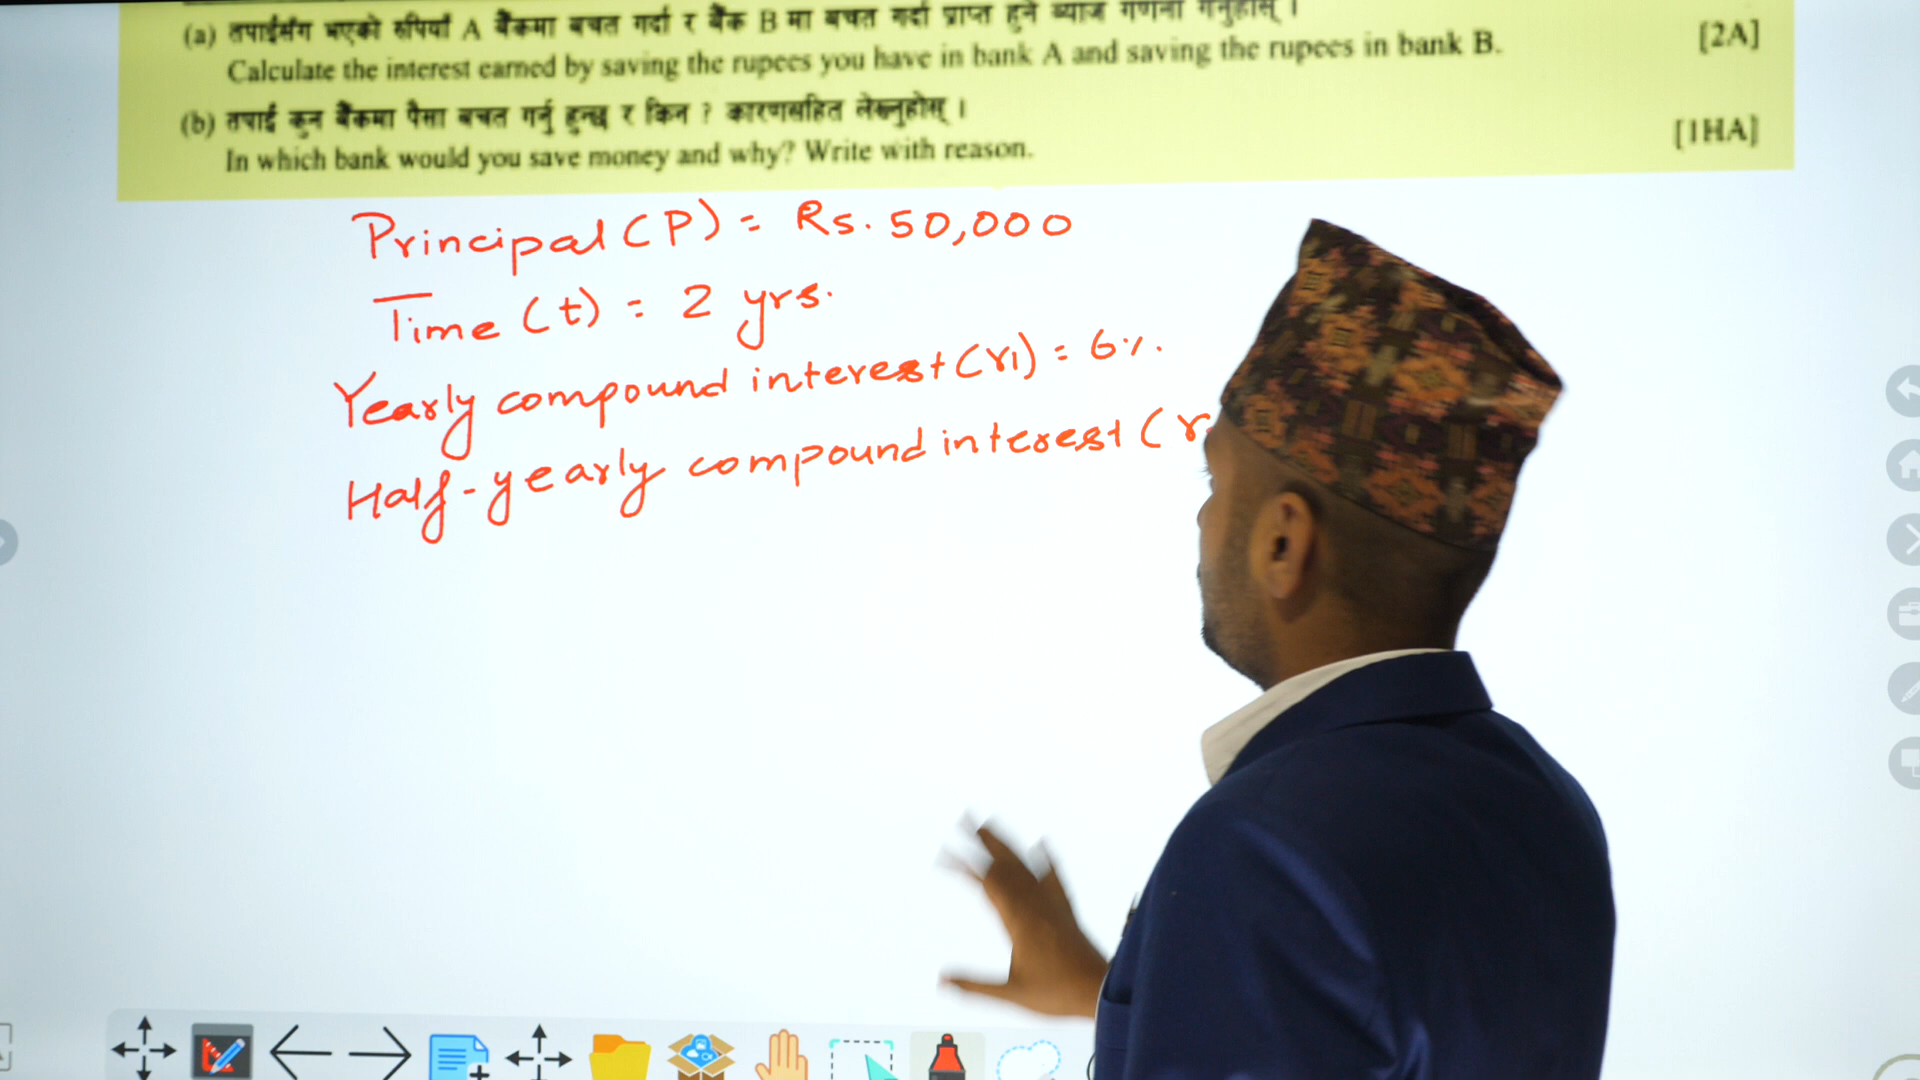 (a) तपाईसँग भएको रुपियाँ A बैंकमा बचत गर्दा र बैंक B मा बचत गर्दा प्राप्त हुने ब्याज गणना गर्नुहोस् ।
Calculate the interest earned by saving the rupees you have in bank A and saving the rupees in bank B. [2A]
(b) तपाईं कुन बैंकमा पैसा बचत गर्नु हुन्छ र किन ? कारणसहित लेख्नुहोस् ।
In which bank would you save money and why? Write with reason. [1HA]
Principal (P) = Rs. 50,000
Time (t) = 2 yrs.
Yearly compound interest (r1) = 6%.
Half-yearly compound interest (r